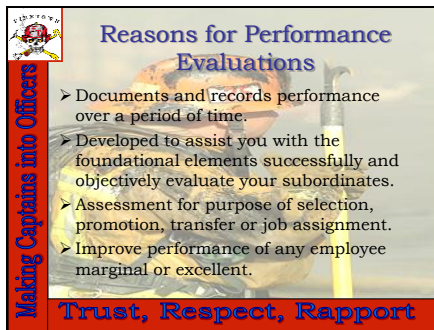 Reasons for Performance
Evaluations
Documents and records performance
over a period of time.
Developed to assist you with the
foundational elements successfully and
objectively evaluate your subordinates.
Assessment for purpose of selection,
promotion, transfer or job assignment.
Improve performance of any employee
marginal or excellent.
Making Captains into Officers
Trust, Respect, Rapport